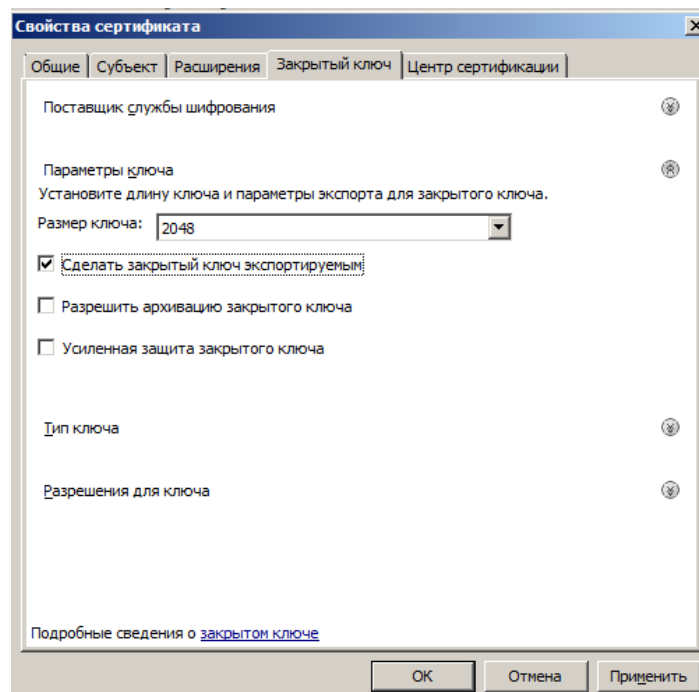 Свойства сертификата
Общие Субъект Расширения Закрытый ключ Центр сертификации
Поставщик службы шифрования
Параметры ключа
Установите длину ключа и параметры экспорта для закрытого ключа.
Размер ключа: 2048
Сделать закрытый ключ экспортируемым
Разрешить архивацию закрытого ключа
Усиленная защита закрытого ключа
Тип ключа
Разрешения для ключа
Подробные сведения о закрытом ключе
ОК Отмена Применить